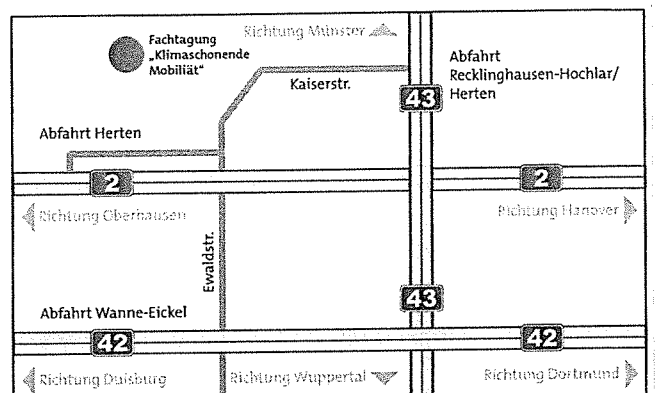 Fachtagung
„Klimaschonende
Mobiliät“
Richtung Münster
Kaiserstr.
Abfahrt
Recklinghausen-Hochlar/
Herten
43
Abfahrt Herten
2
2
Richtung Oberhausen
Richtung Hanover
Ewaldstr.
43
Abfahrt Wanne-Eickel
42
42
Richtung Duisburg
Richtung Wuppertal
Richtung Dortmund